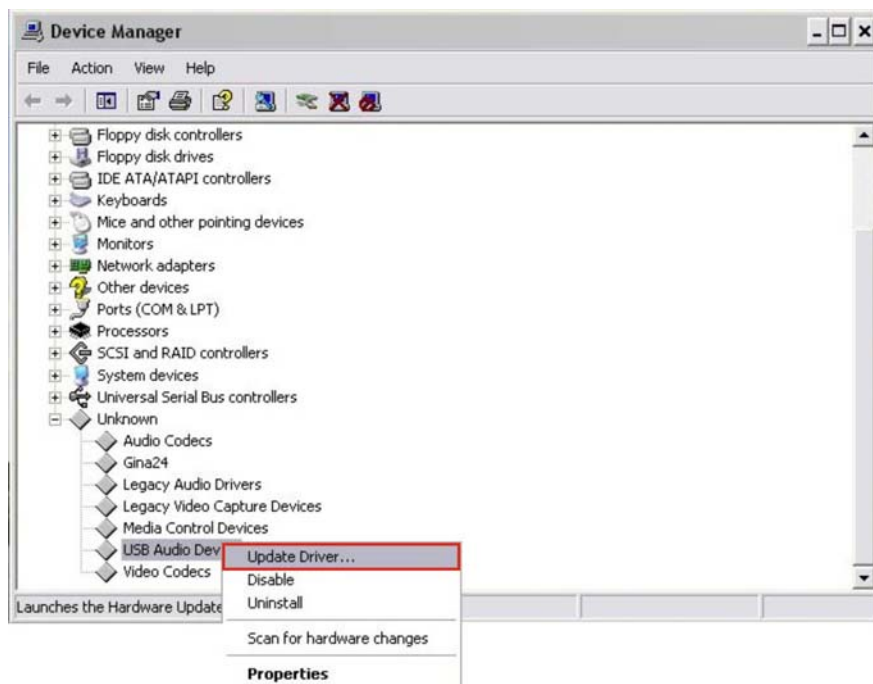 Device Manager
File Action View Help
Floppy disk controllers
Floppy disk drives
IDE ATA/ATAPI controllers
Keyboards
Mice and other pointing devices
Monitors
Network adapters
Other devices
Ports (COM & LPT)
Processors
SCSI and RAID controllers
System devices
Universal Serial Bus controllers
Unknown
Audio Codecs
Gina24
Legacy Audio Drivers
Legacy Video Capture Devices
Media Control Devices
USB Audio Dev
Video Codecs
Update Driver...
Disable
Uninstall
Scan for hardware changes
Properties
Launches the Hardware Update